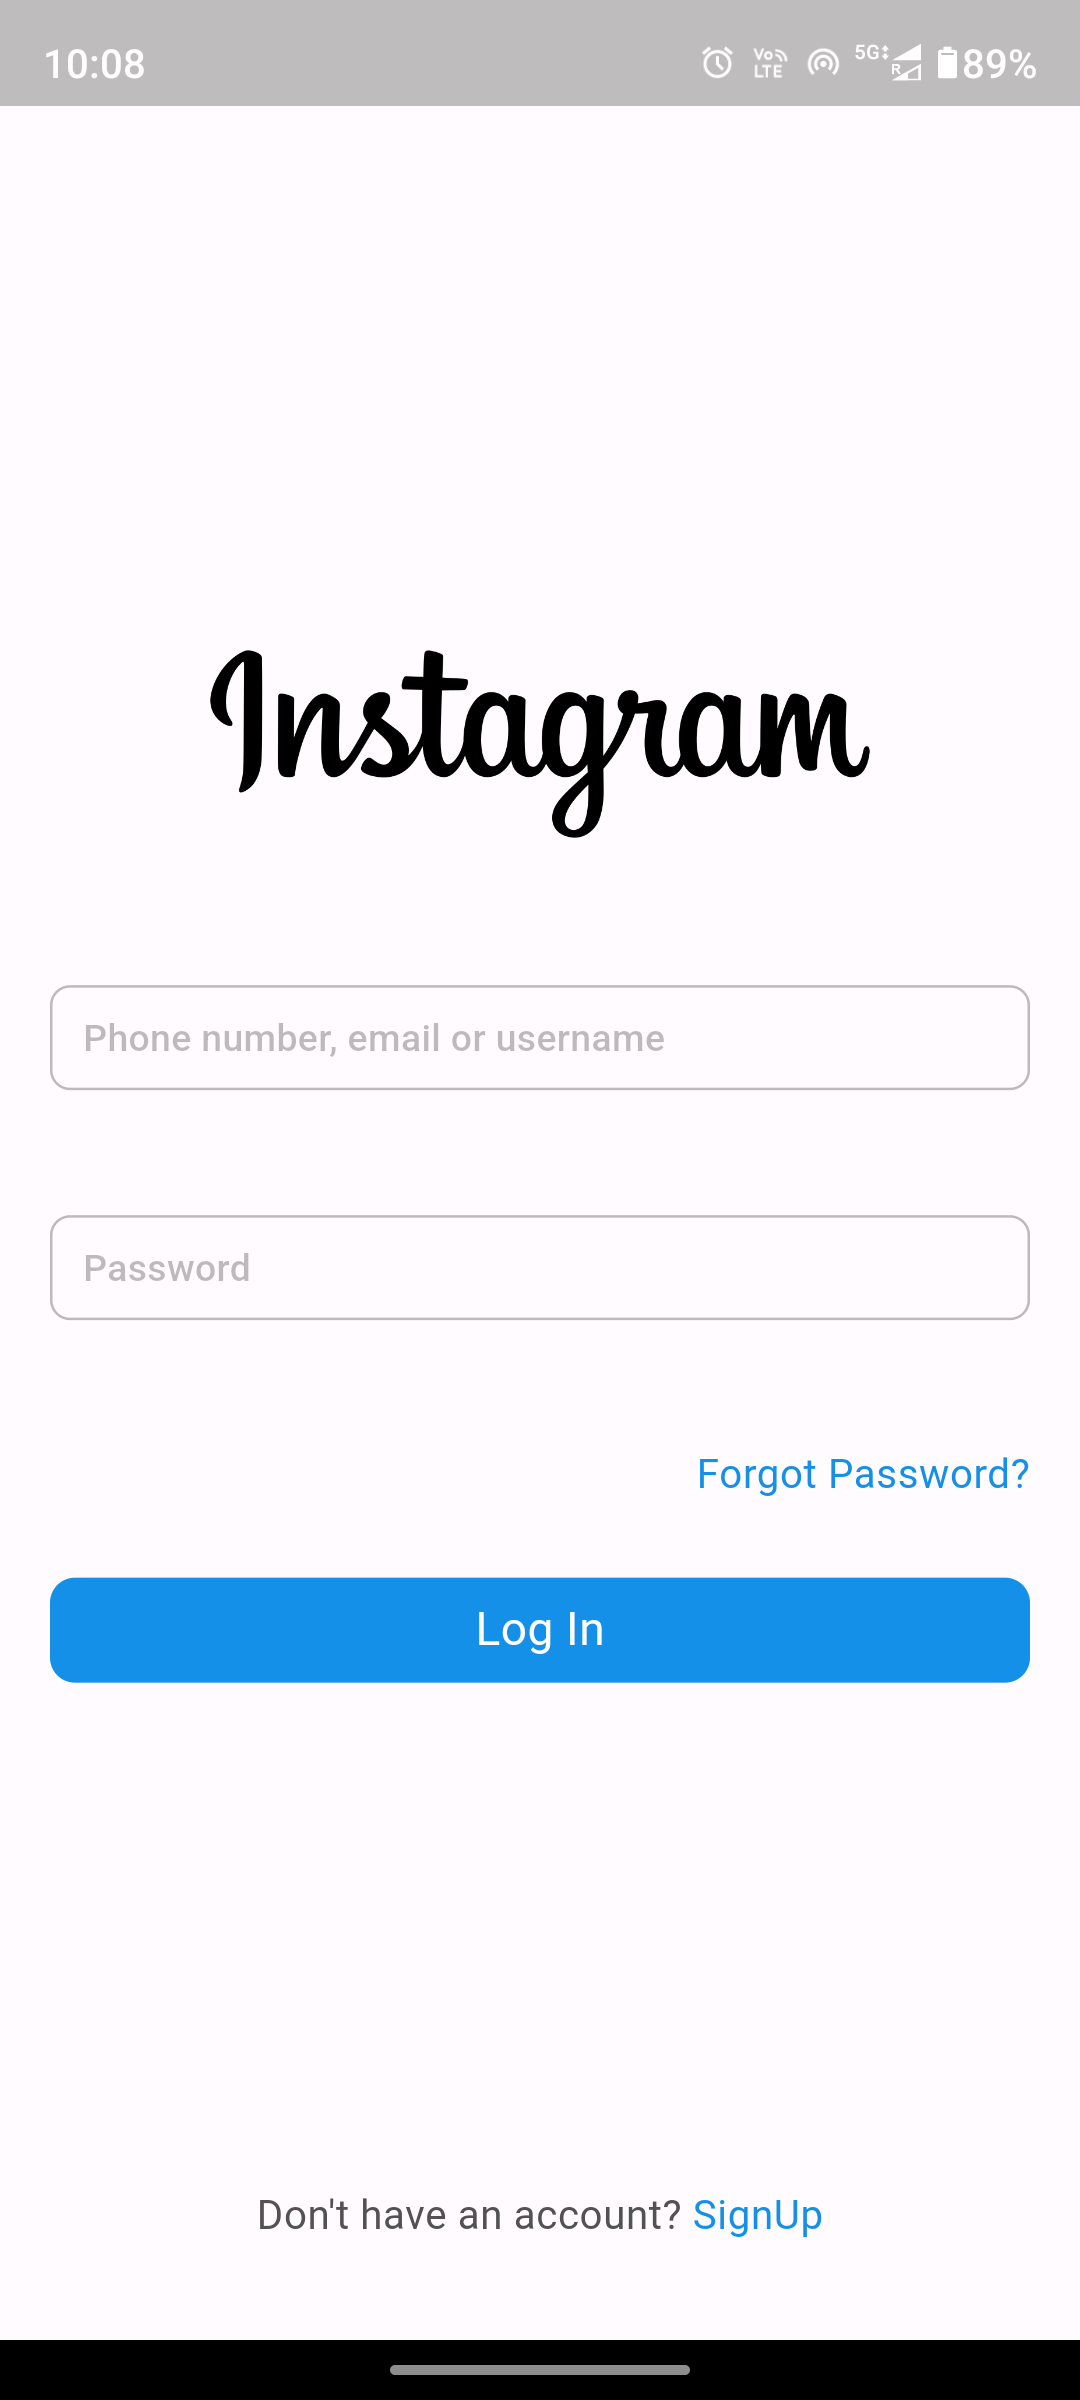 10:08
Vo LTE 5G R 89%
Instagram
Phone number, email or username
Password
Forgot Password?
Log In
Don't have an account? SignUp